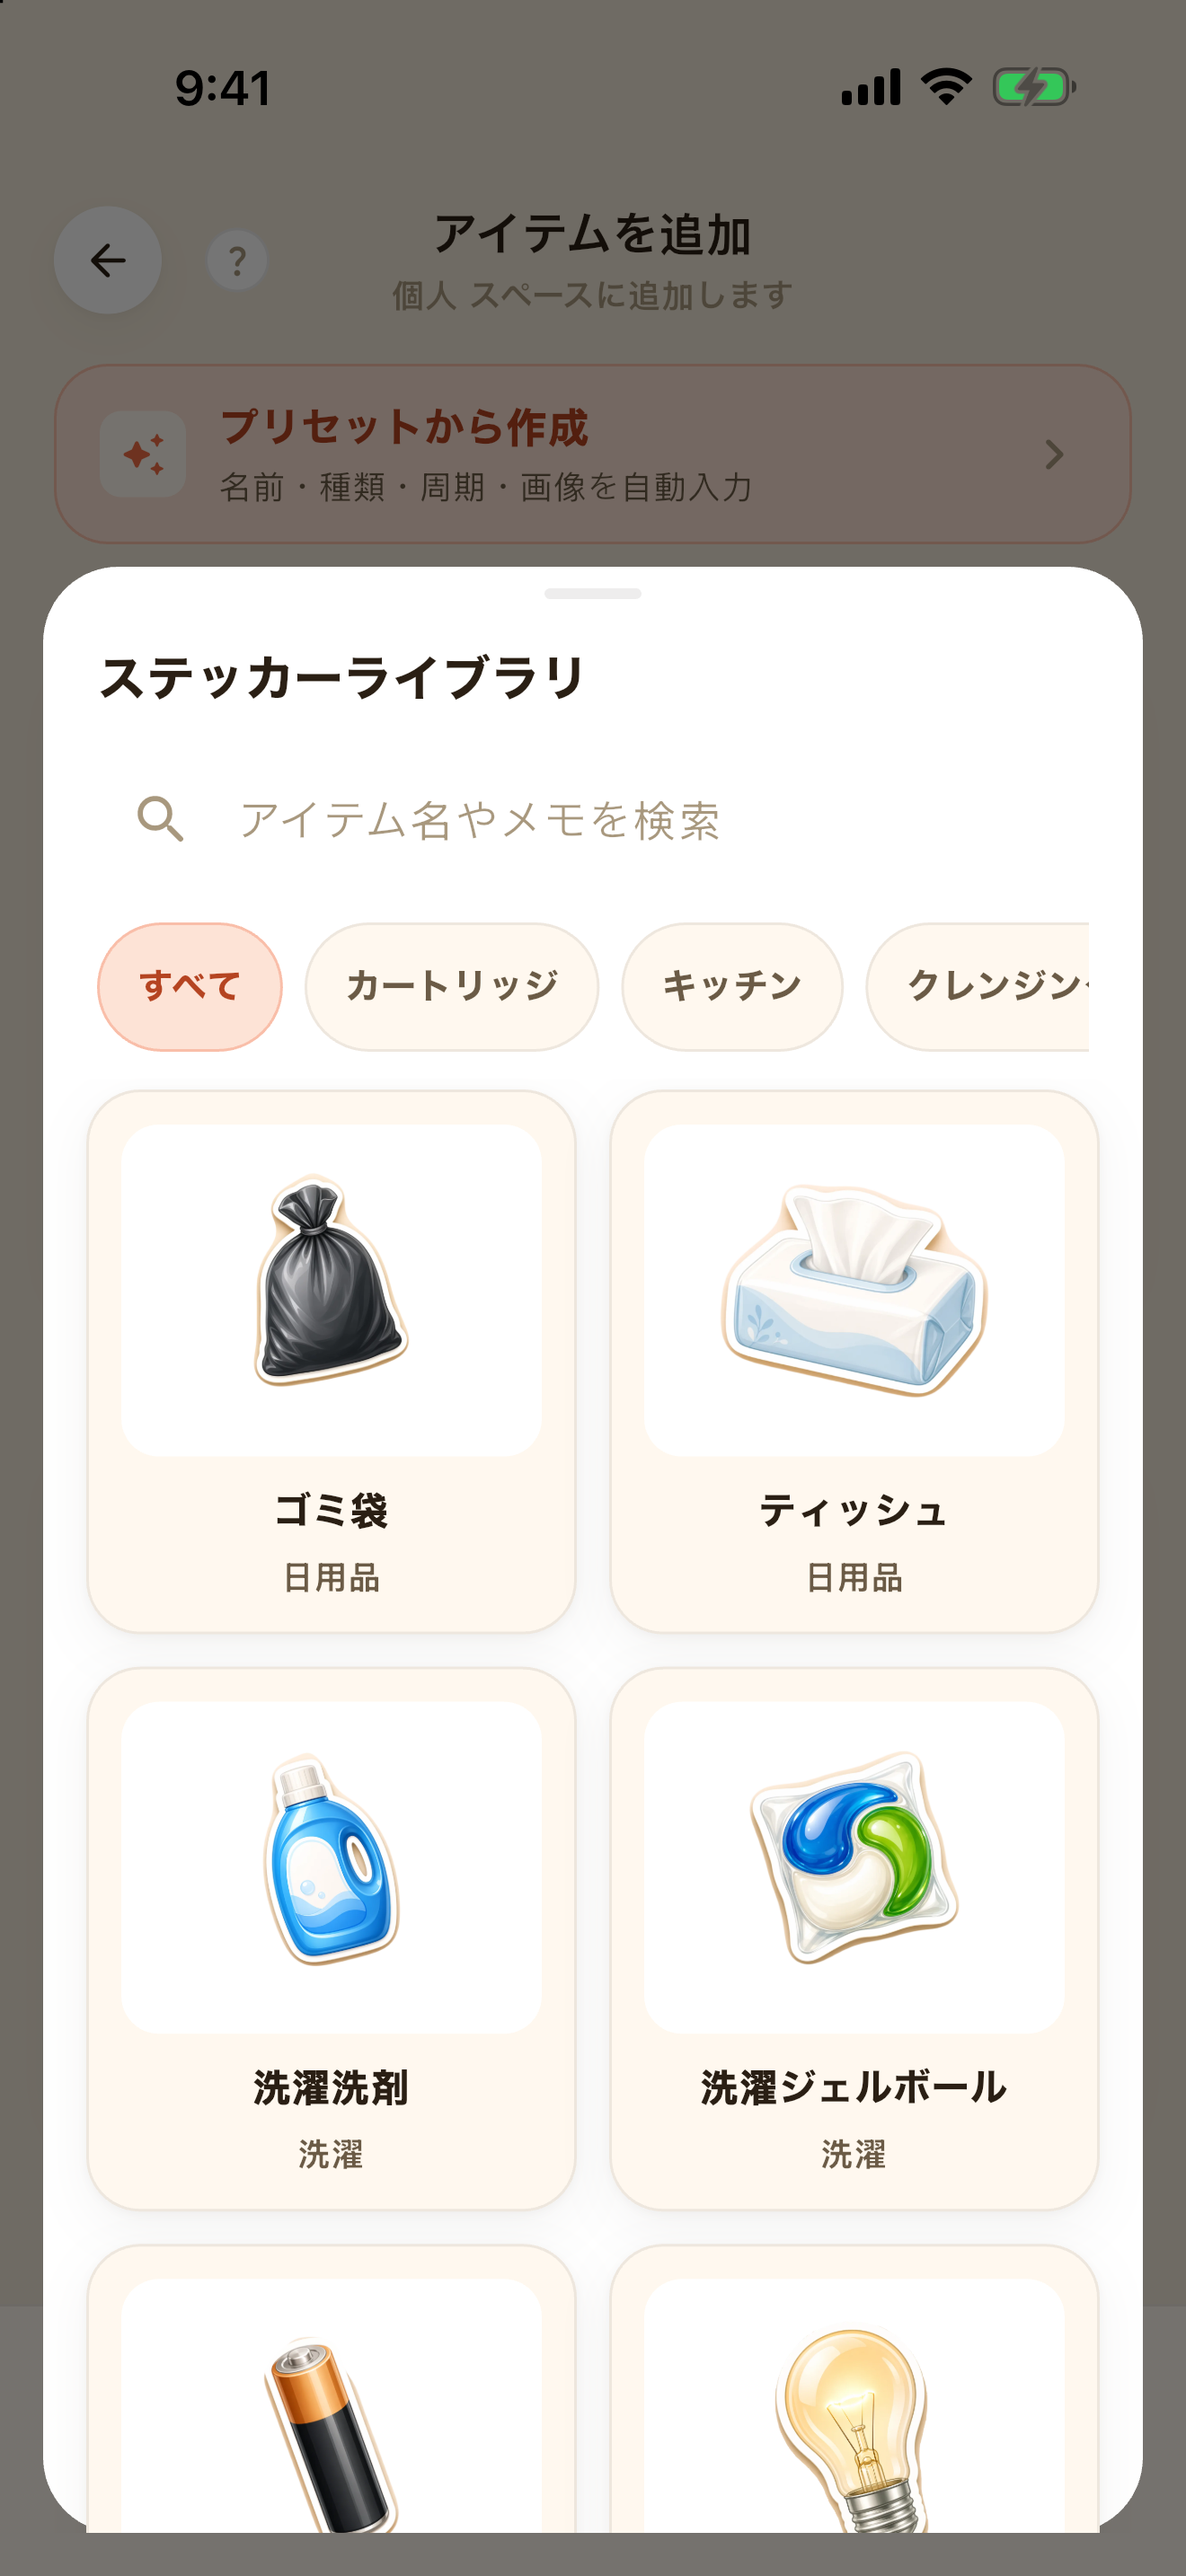 9:41
?
アイテムを追加
個人 スペースに追加します
プリセットから作成
名前・種類・周期・画像を自動入力
ステッカーライブラリ
アイテム名やメモを検索
すべて
カートリッジ
キッチン
クレンジン
ゴミ袋
日用品
ティッシュ
日用品
洗濯洗剤
洗濯
洗濯ジェルボール
洗濯